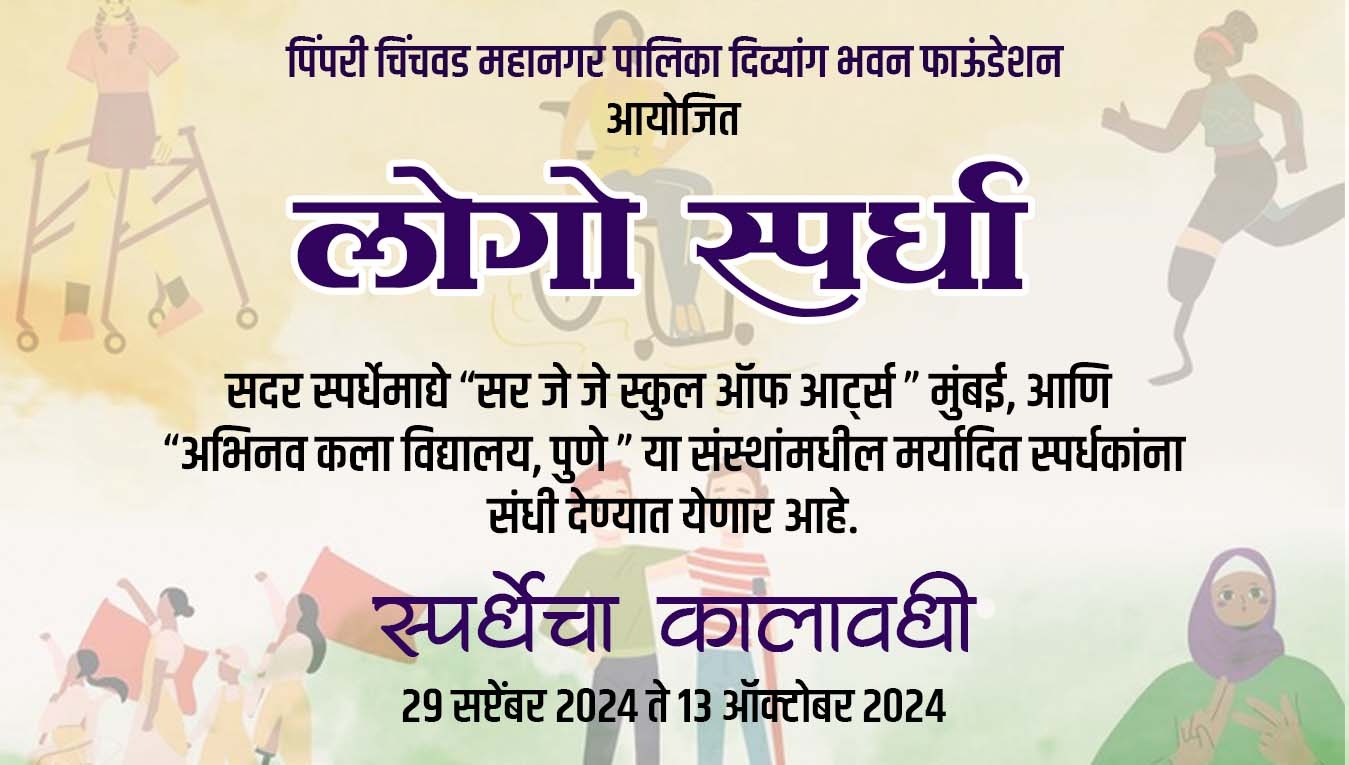 पिंपरी चिंचवड महानगर पालिका दिव्यांग भवन फाऊंडेशन
आयोजित
लोगो स्पर्धा
सदर स्पर्धेमाद्ये “सर जे जे स्कुल ऑफ आर्ट्स ” मुंबई, आणि
“अभिनव कला विद्यालय, पुणे ” या संस्थांमधील मर्यादित स्पर्धकांना
संधी देण्यात येणार आहे.
स्पर्धेचा कालावधी
29 सप्टेंबर 2024 ते 13 ऑक्टोबर 2024